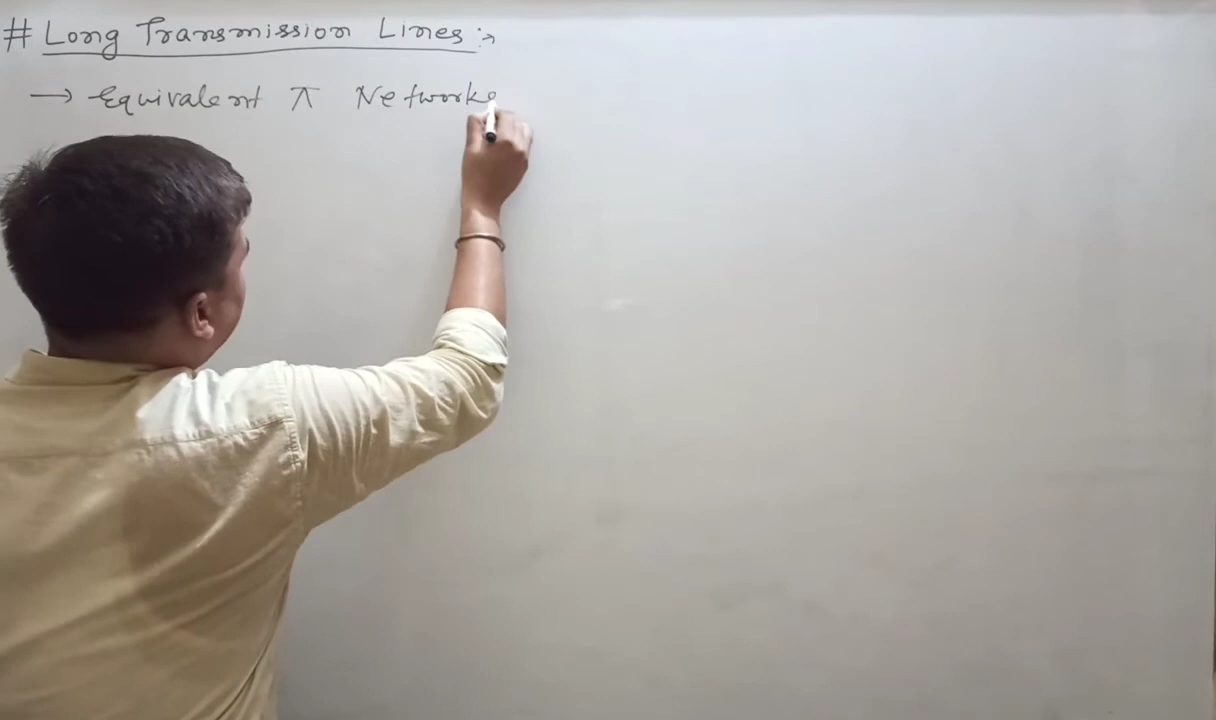 # Long Transmission Lines :→
→ Equivalent π Networks